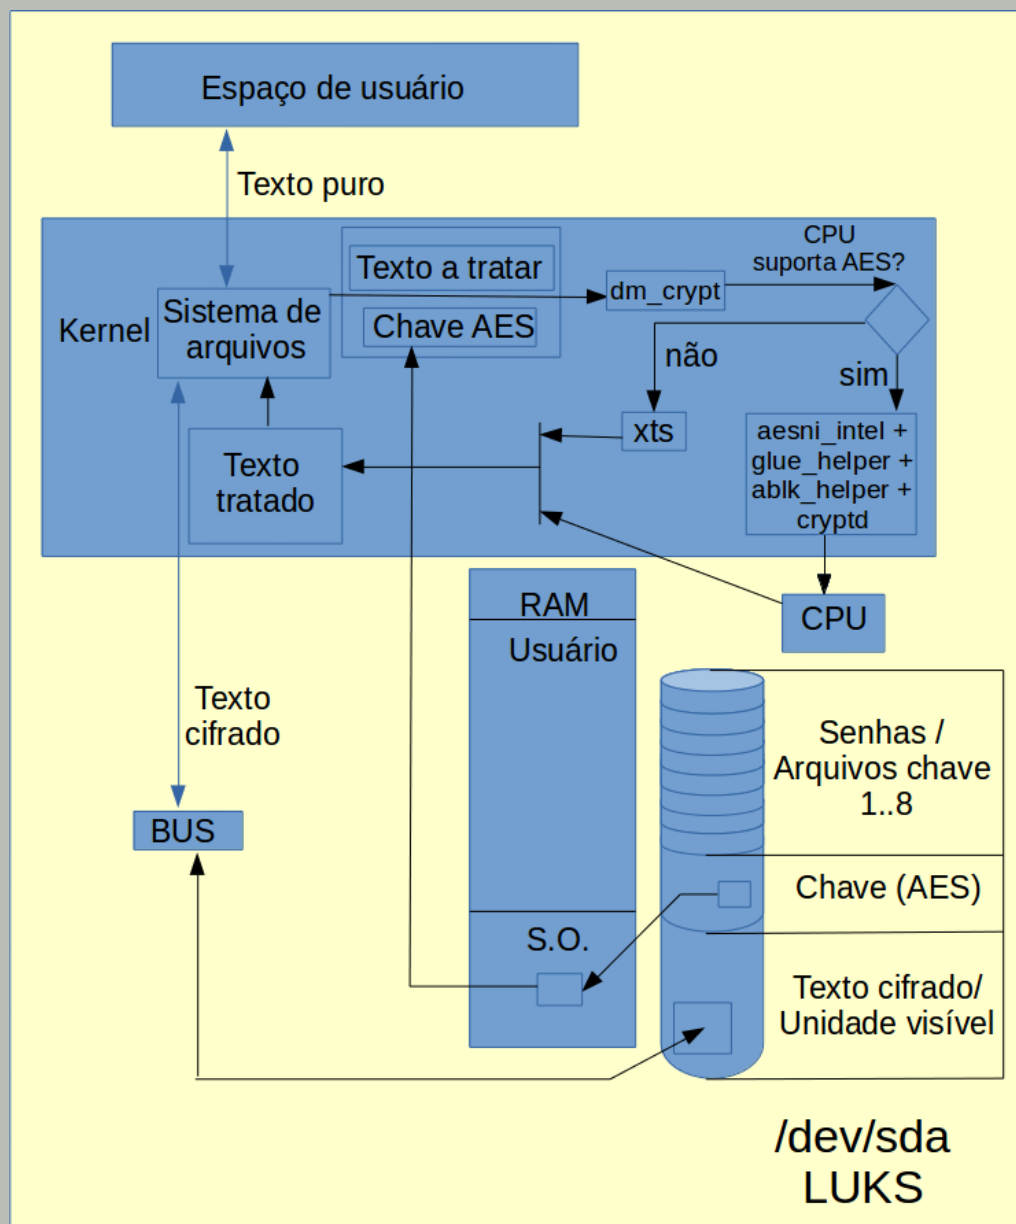 Espaço de usuário
Texto puro
CPU
suporta AES?
Texto a tratar
dm_crypt
Kernel
Sistema de
arquivos
Chave AES
não
sim
xts
aesni_intel +
glue_helper +
ablk_helper +
cryptd
Texto
tratado
RAM
CPU
Usuário
Texto
cifrado
Senhas /
Arquivos chave
1..8
BUS
Chave (AES)
S.O.
Texto cifrado/
Unidade visível
/dev/sda
LUKS